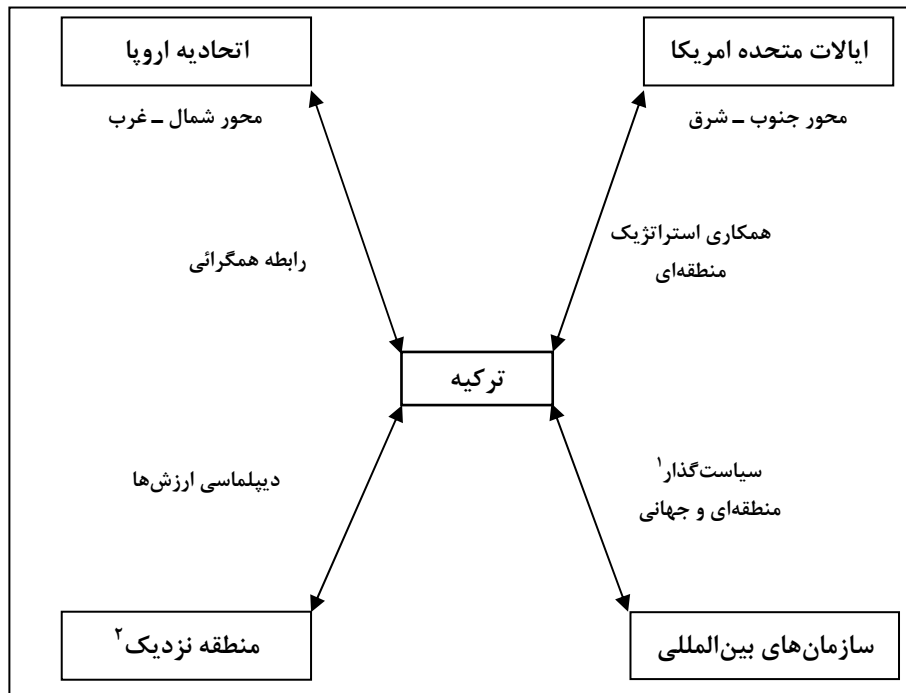 ایالات متحده امریکا
اتحادیه اروپا
محور جنوب ـ شرق
محور شمال ـ غرب
همکاری استراتژیک
منطقه‌ای
رابطه همگرائی
ترکیه
سیاست‌گذار۱
منطقه‌ای و جهانی
دیپلماسی ارزش‌ها
سازمان‌های بین‌المللی
منطقه نزدیک۲